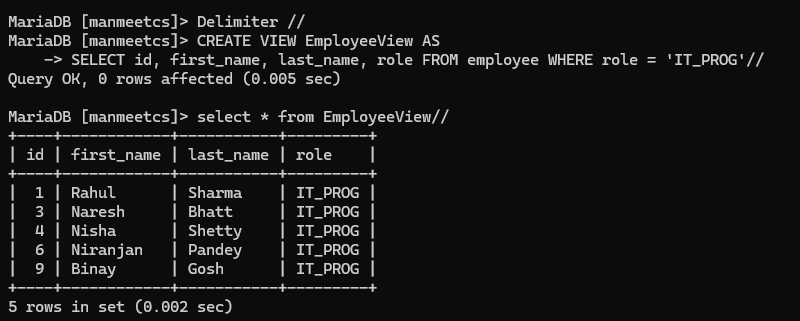 MariaDB [manmeetcs]> Delimiter //
MariaDB [manmeetcs]> CREATE VIEW EmployeeView AS
    -> SELECT id, first_name, last_name, role FROM employee WHERE role = 'IT_PROG'//
Query OK, 0 rows affected (0.005 sec)

MariaDB [manmeetcs]> select * from EmployeeView//
+----+------------+-----------+---------+
| id | first_name | last_name | role    |
+----+------------+-----------+---------+
|  1 | Rahul      | Sharma    | IT_PROG |
|  3 | Naresh     | Bhatt     | IT_PROG |
|  4 | Nisha      | Shetty    | IT_PROG |
|  6 | Niranjan   | Pandey    | IT_PROG |
|  9 | Binay      | Gosh      | IT_PROG |
+----+------------+-----------+---------+
5 rows in set (0.002 sec)